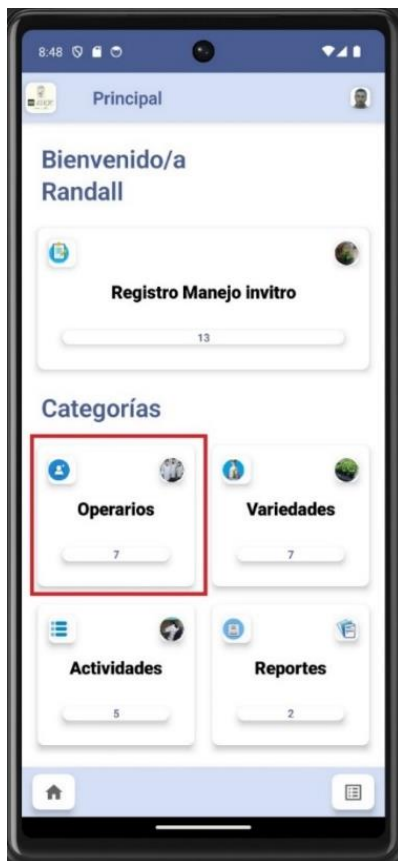 8:48
Principal
Bienvenido/a
Randall
Registro Manejo invitro
13
Categorías
Operarios
7
Variedades
7
Actividades
5
Reportes
2